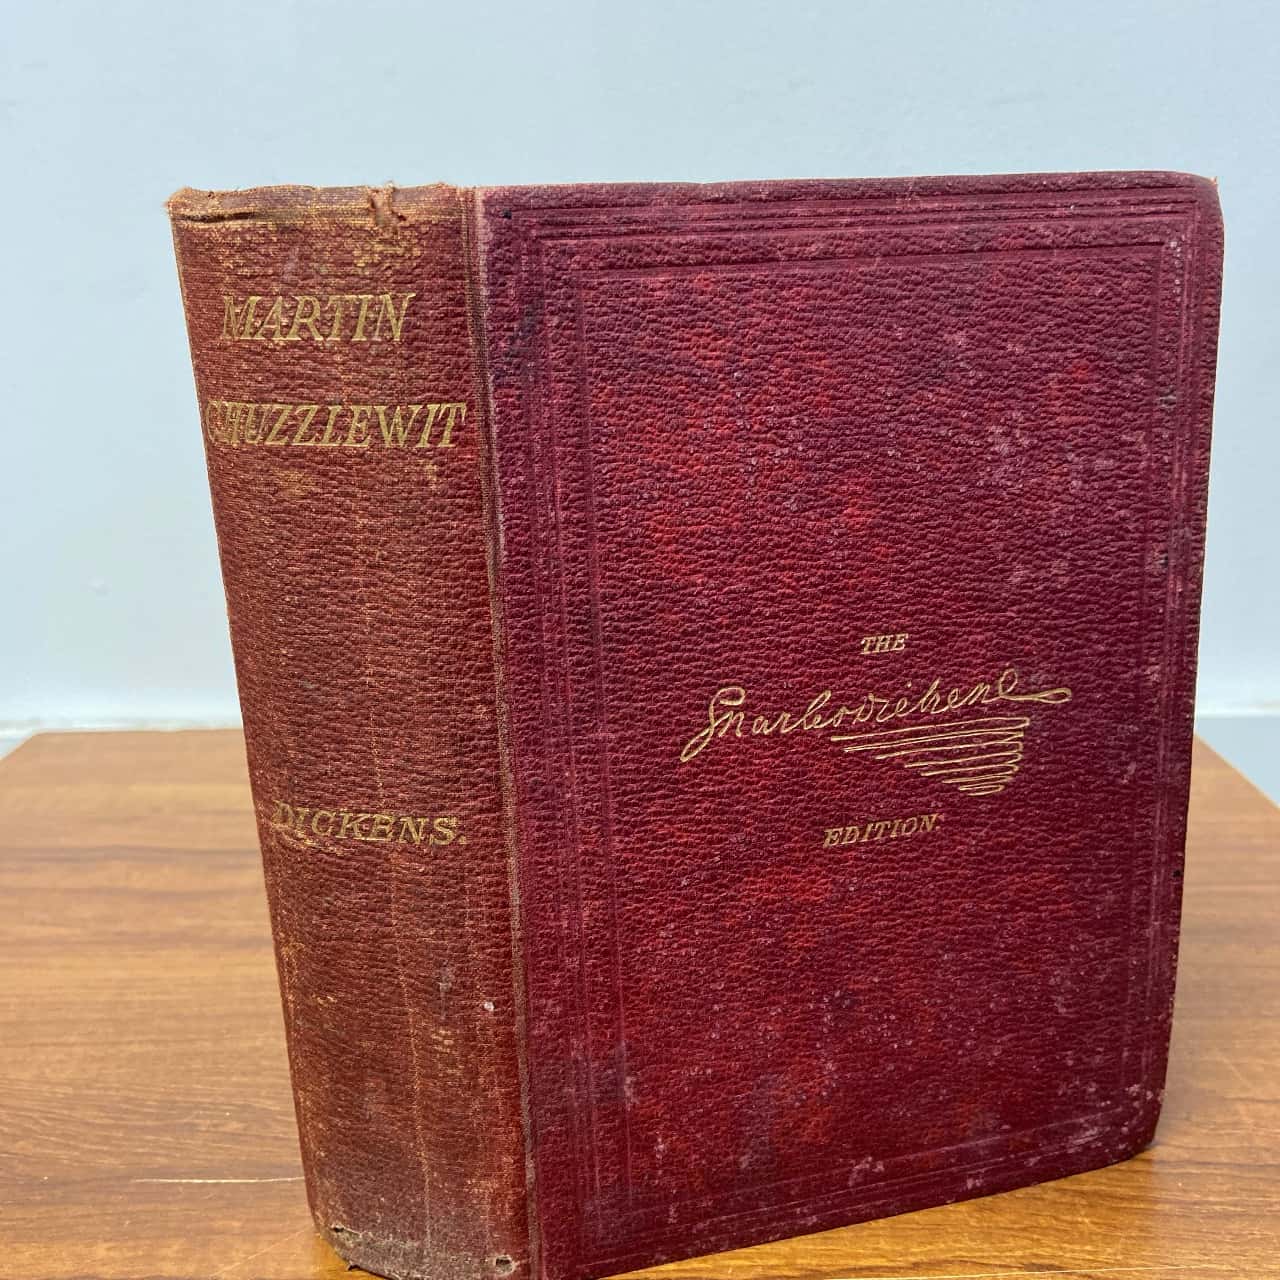 MARTIN
CHUZZLEWIT
DICKENS.
THE
Charles Dickens
EDITION.